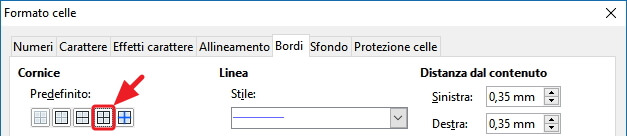 Formato celle
Numeri Carattere Effetti carattere Allineamento Bordi Sfondo Protezione celle
Cornice Linea Distanza dal contenuto
Predefinito: Stile: Sinistra: 0,35 mm
Destra: 0,35 mm